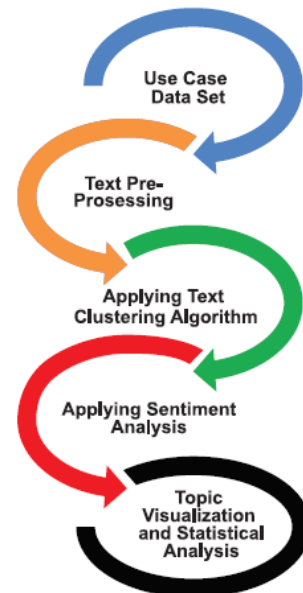 Use Case
Data Set
Text Pre-
Prosessing
Applying Text
Clustering Algorithm
Applying Sentiment
Analysis
Topic
Visualization
and Statistical
Analysis